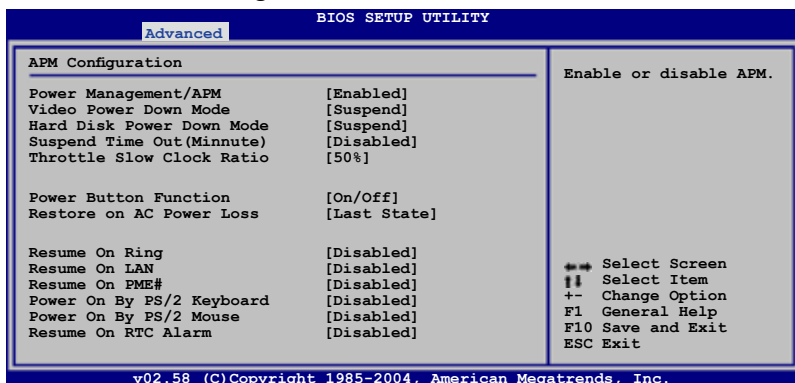 BIOS SETUP UTILITY
Advanced
APM Configuration
Power Management/APM [Enabled]
Video Power Down Mode [Suspend]
Hard Disk Power Down Mode [Suspend]
Suspend Time Out(Minnute) [Disabled]
Throttle Slow Clock Ratio [50%]
Power Button Function [On/Off]
Restore on AC Power Loss [Last State]
Resume On Ring [Disabled]
Resume On LAN [Disabled]
Resume On PME# [Disabled]
Power On By PS/2 Keyboard [Disabled]
Power On By PS/2 Mouse [Disabled]
Resume On RTC Alarm [Disabled]
Enable or disable APM.
←→ Select Screen
↑↓ Select Item
+- Change Option
F1 General Help
F10 Save and Exit
ESC Exit
v02.58 (C)Copyright 1985-2004, American Megatrends, Inc.